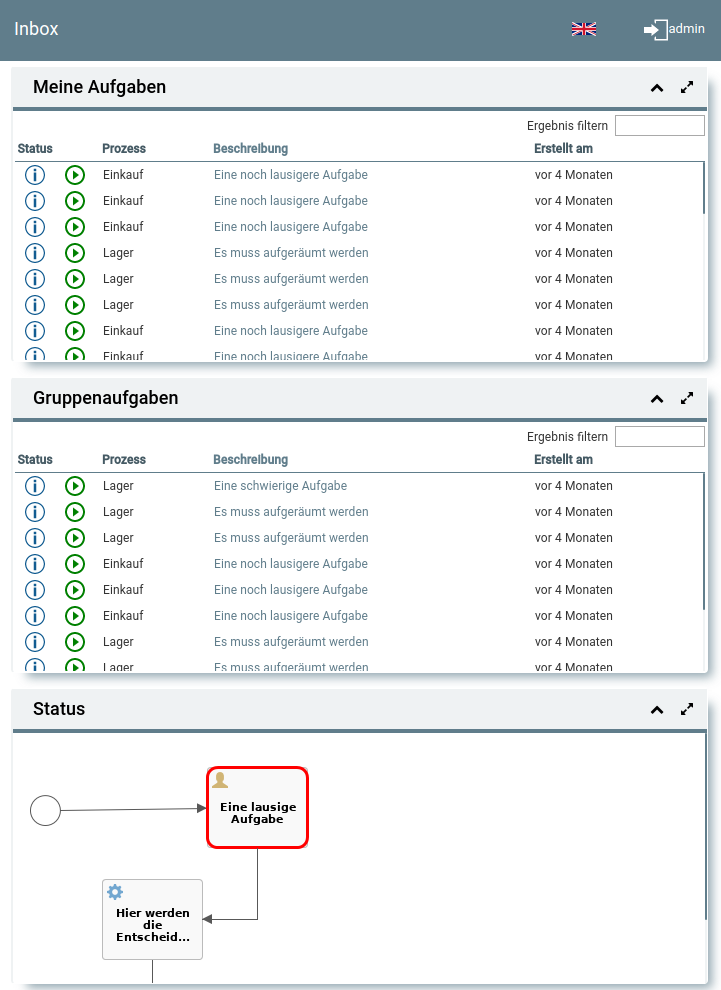 Inbox admin
Meine Aufgaben
Ergebnis filtern
Status Prozess Beschreibung Erstellt am
Einkauf Eine noch lausigere Aufgabe vor 4 Monaten
Einkauf Eine noch lausigere Aufgabe vor 4 Monaten
Einkauf Eine noch lausigere Aufgabe vor 4 Monaten
Lager Es muss aufgeräumt werden vor 4 Monaten
Lager Es muss aufgeräumt werden vor 4 Monaten
Lager Es muss aufgeräumt werden vor 4 Monaten
Einkauf Eine noch lausigere Aufgabe vor 4 Monaten
Einkauf Eine noch lausigere Aufgabe vor 4 Monaten
Gruppenaufgaben
Ergebnis filtern
Status Prozess Beschreibung Erstellt am
Lager Eine schwierige Aufgabe vor 4 Monaten
Lager Es muss aufgeräumt werden vor 4 Monaten
Lager Es muss aufgeräumt werden vor 4 Monaten
Einkauf Eine noch lausigere Aufgabe vor 4 Monaten
Einkauf Eine noch lausigere Aufgabe vor 4 Monaten
Einkauf Eine noch lausigere Aufgabe vor 4 Monaten
Lager Es muss aufgeräumt werden vor 4 Monaten
Lager Es muss aufgeräumt werden vor 4 Monaten
Status
Eine lausige
Aufgabe
Hier werden
die
Entscheid...